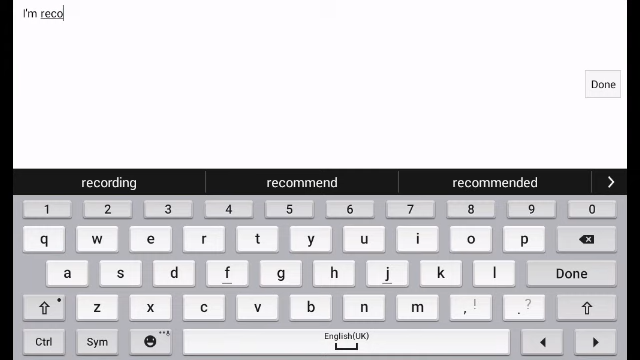 I'm reco
Done
recording recommend recommended >
1 2 3 4 5 6 7 8 9 0
q w e r t y u i o p
a s d f g h j k l Done
z x c v b n m , ! . ?
Ctrl Sym English(UK)